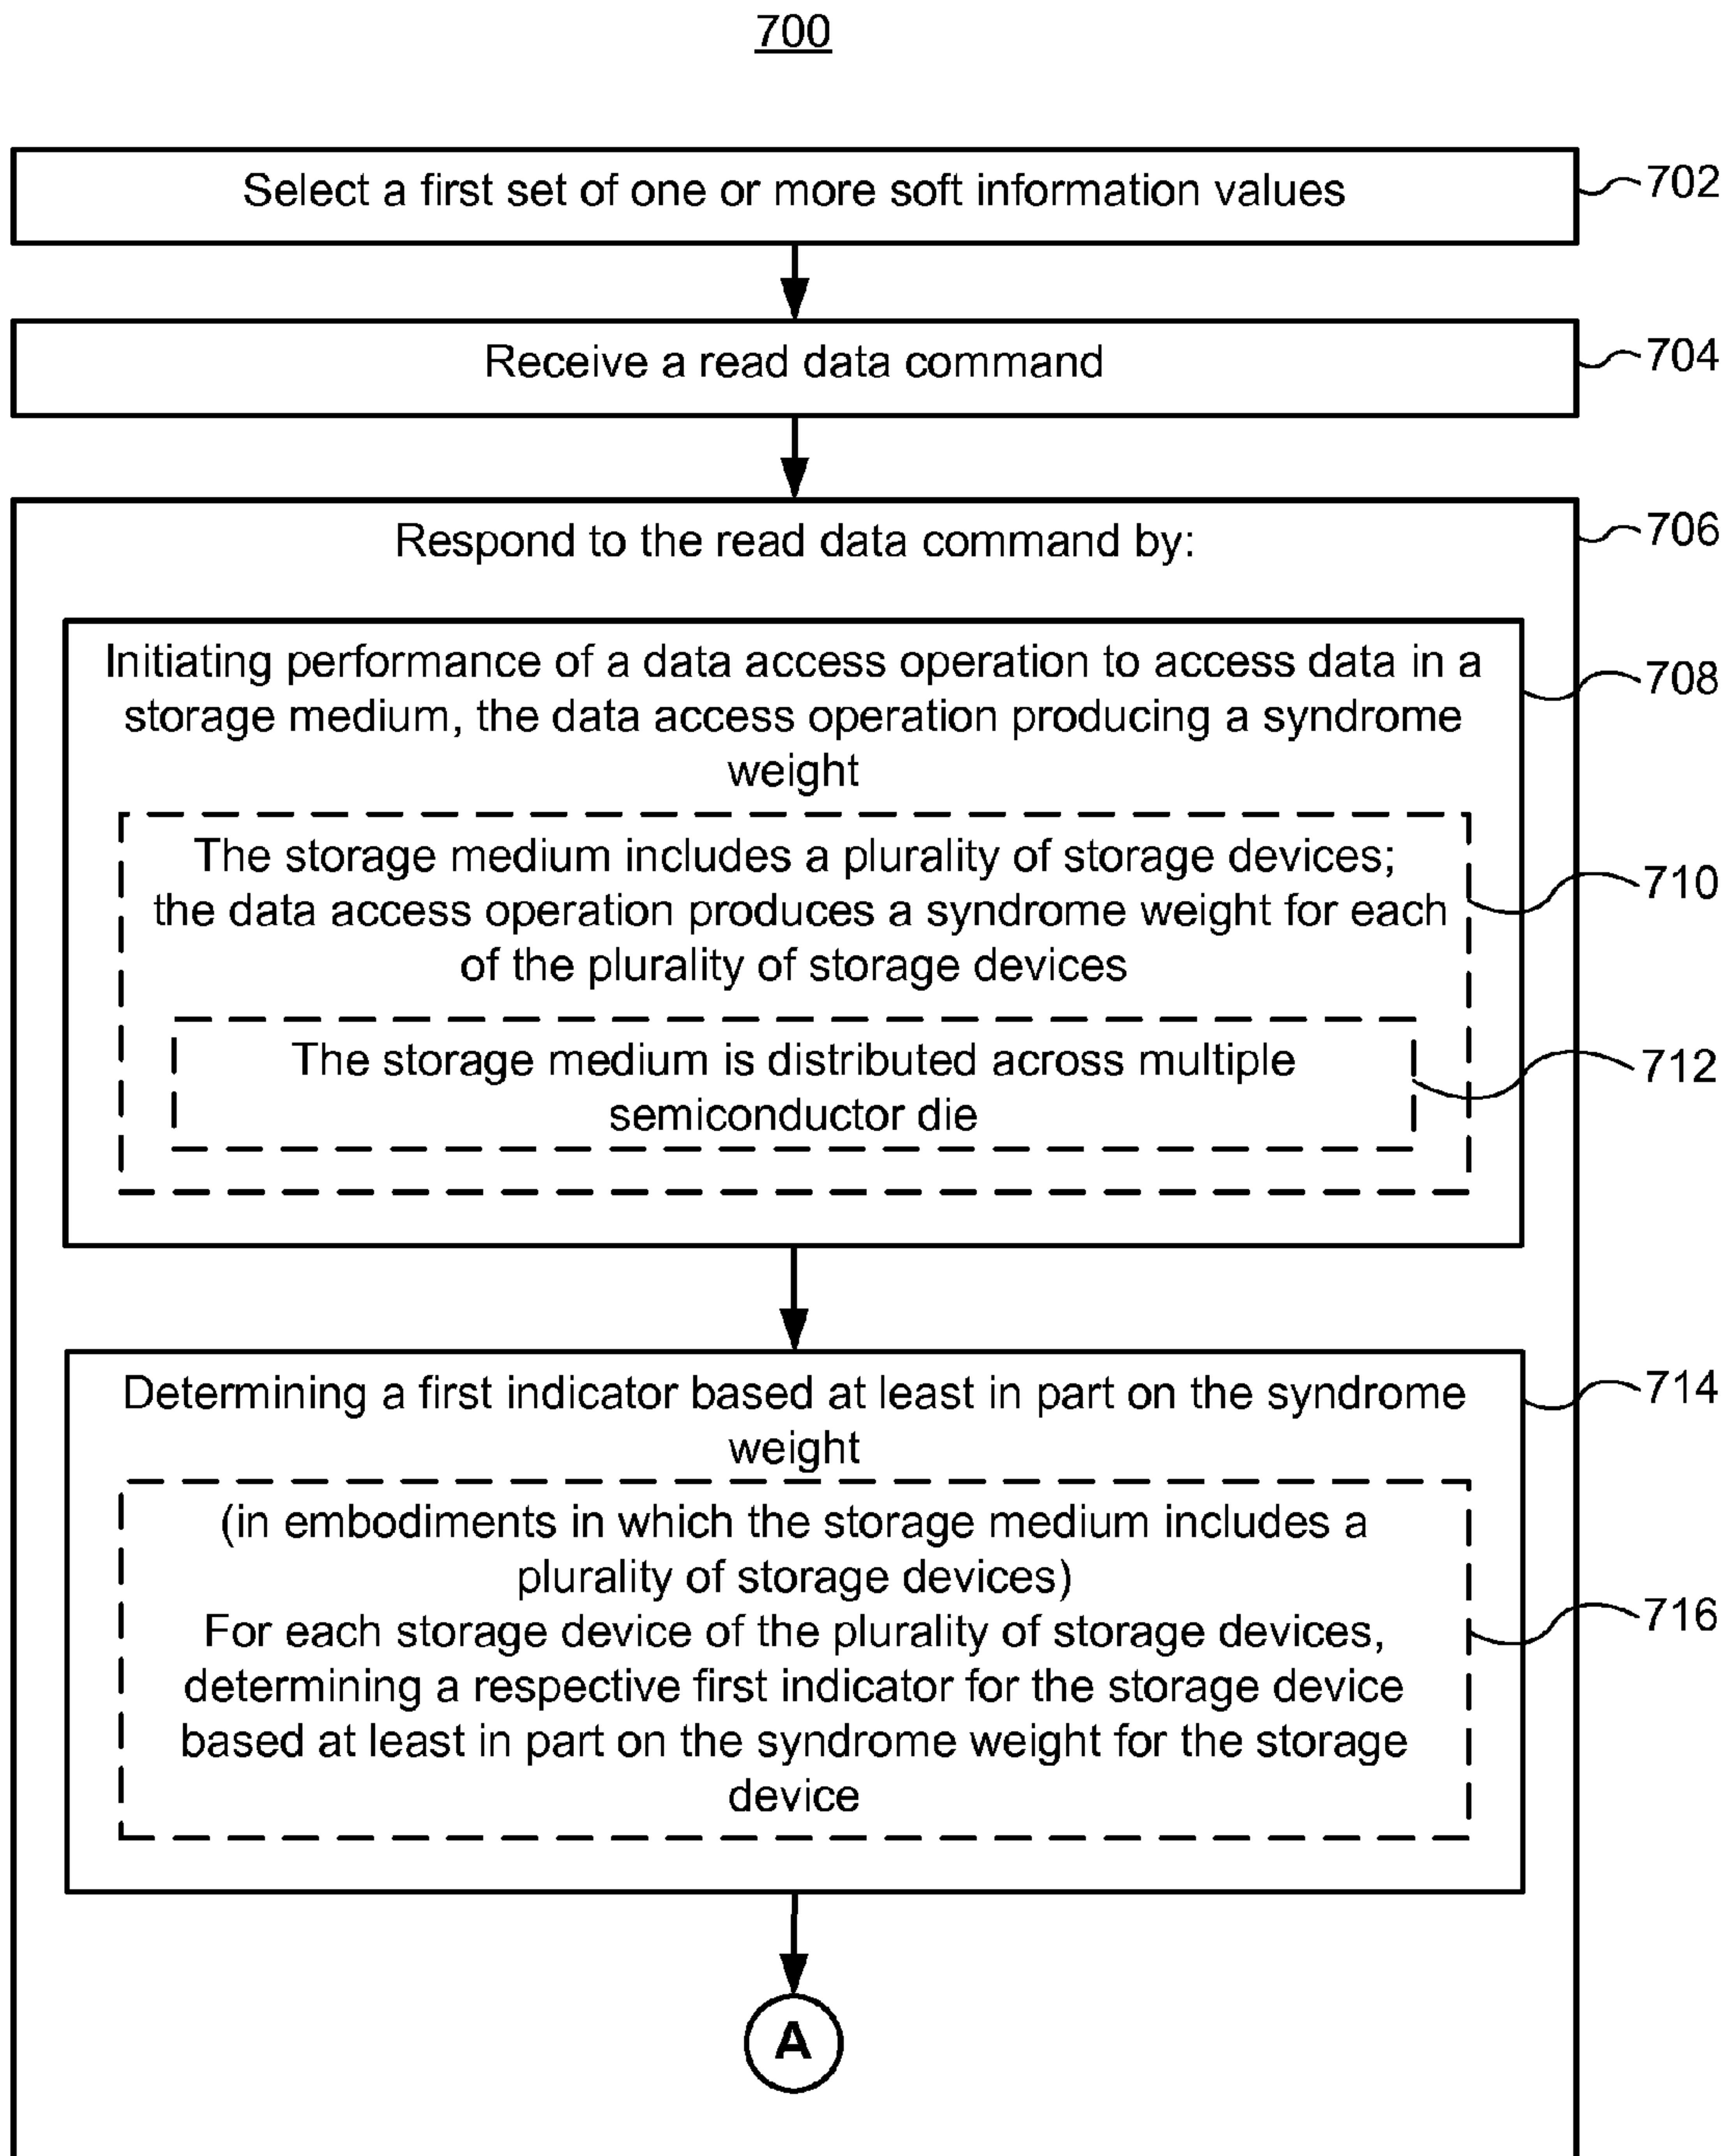 700
Select a first set of one or more soft information values
702
Receive a read data command
704
Respond to the read data command by:
706
Initiating performance of a data access operation to access data in a
storage medium, the data access operation producing a syndrome
weight
708
The storage medium includes a plurality of storage devices;
the data access operation produces a syndrome weight for each
of the plurality of storage devices
710
The storage medium is distributed across multiple
semiconductor die
712
Determining a first indicator based at least in part on the syndrome
weight
714
(in embodiments in which the storage medium includes a
plurality of storage devices)
For each storage device of the plurality of storage devices,
determining a respective first indicator for the storage device
based at least in part on the syndrome weight for the storage
device
716
A